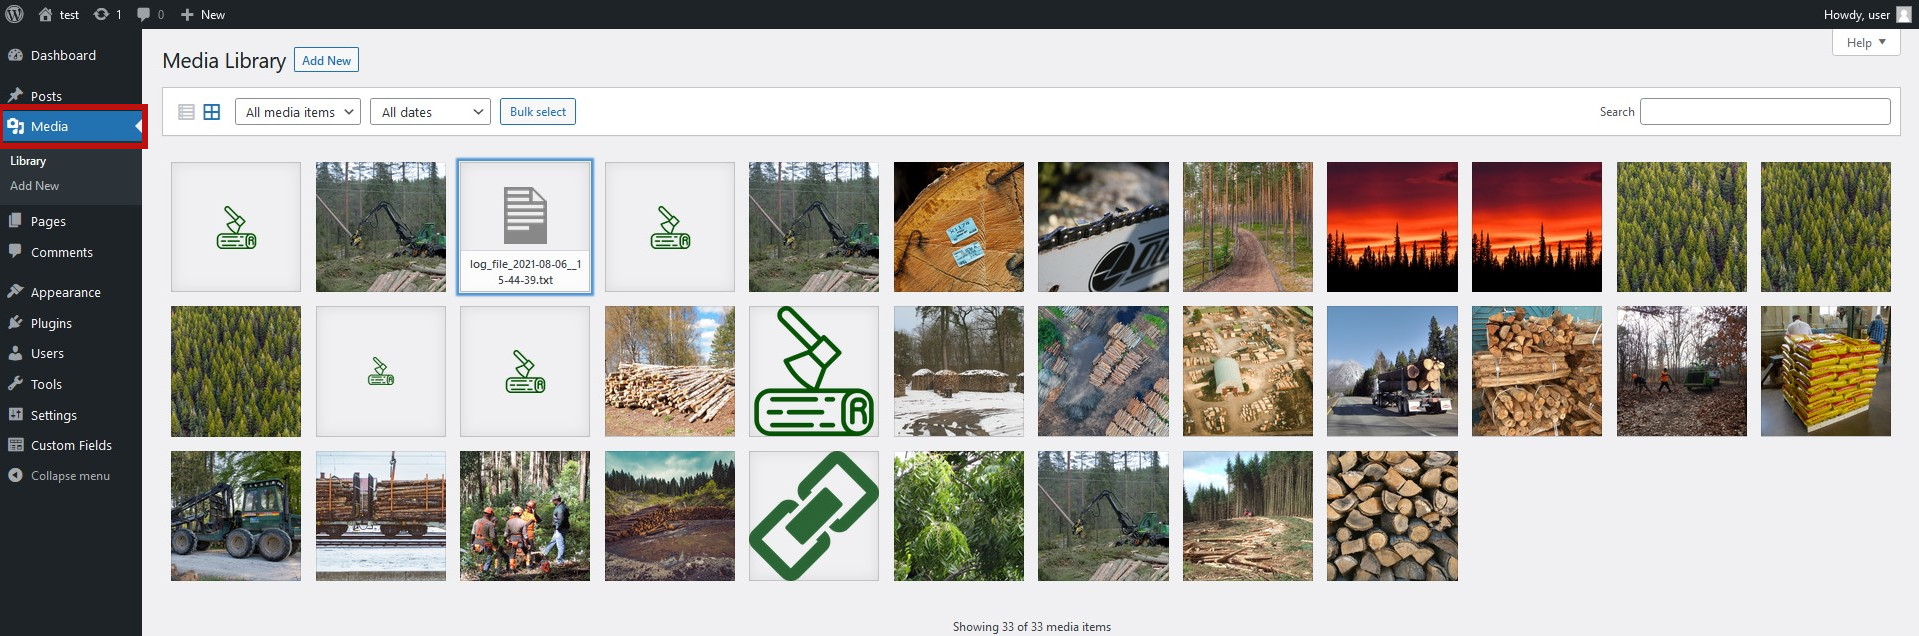 test
1
0
New
Howdy, user
Dashboard
Posts
Media
Library
Add New
Pages
Comments
Appearance
Plugins
Users
Tools
Settings
Custom Fields
Collapse menu
Help
Media Library
Add New
All media items
All dates
Bulk select
Search
log_file_2021-08-06__1
5-44-39.txt
R
R
R
R
R
Showing 33 of 33 media items